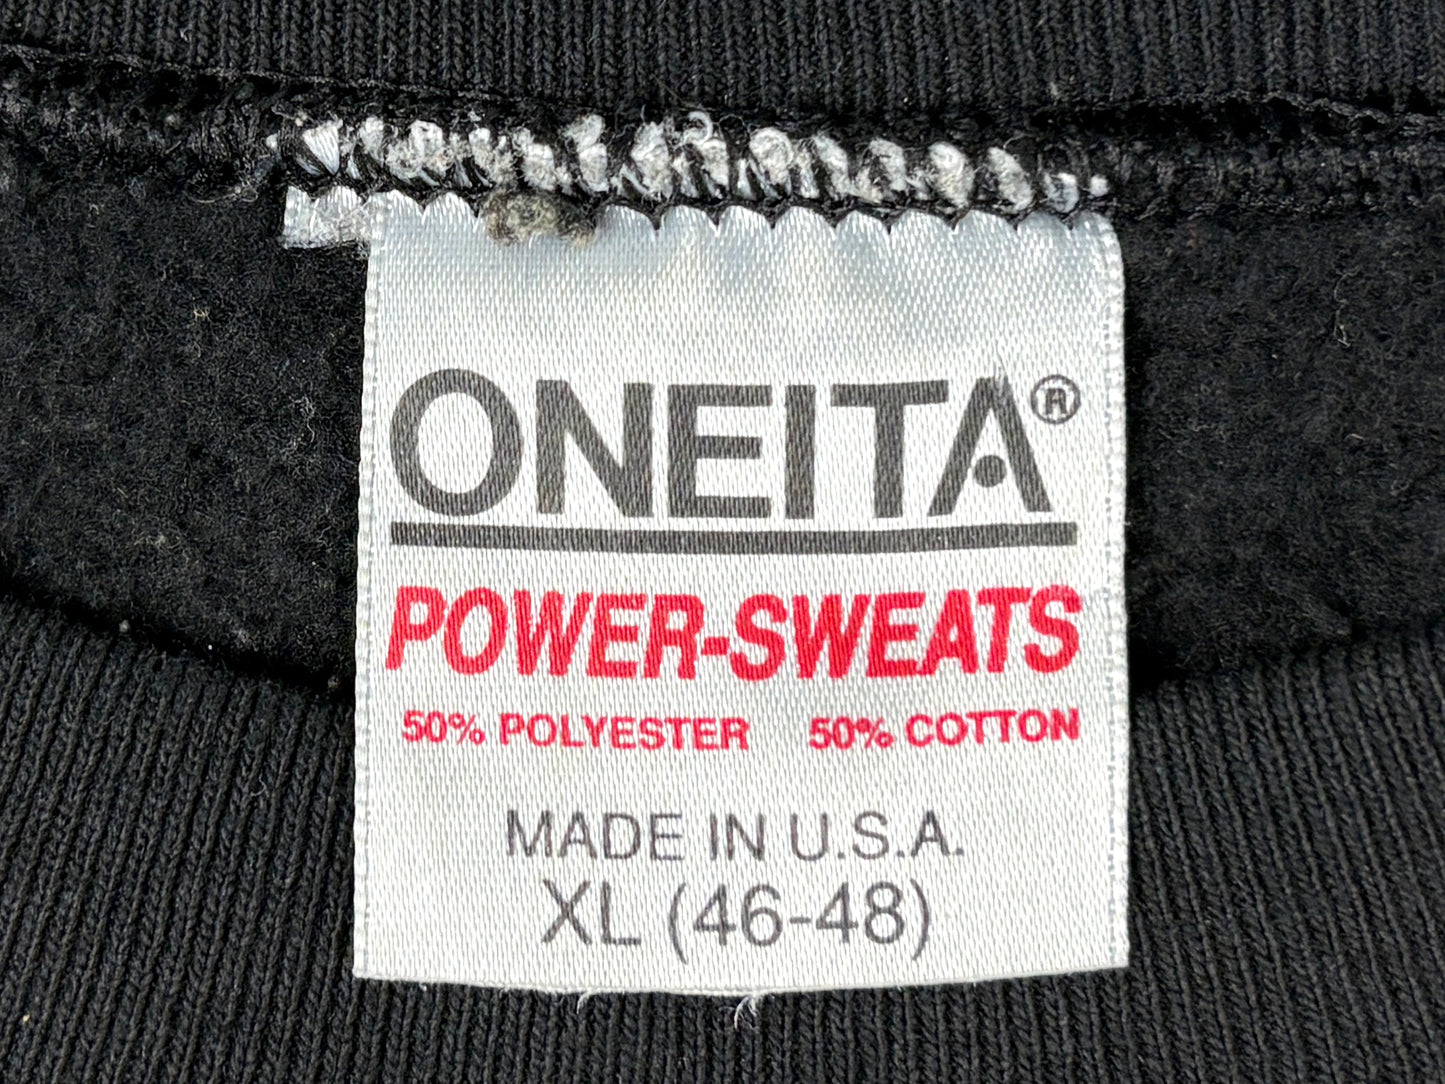 ONEITA®
POWER-SWEATS
50% POLYESTER 50% COTTON
MADE IN U.S.A.
XL (46-48)